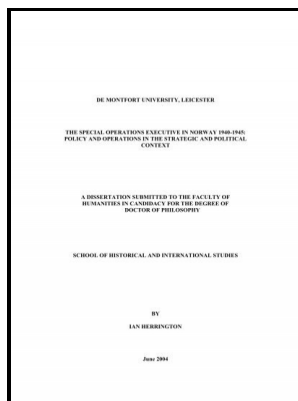 DE MONTFORT UNIVERSITY, LEICESTER
THE SPECIAL OPERATIONS EXECUTIVE IN NORWAY 1940-1945:
POLICY AND OPERATIONS IN THE STRATEGIC AND POLITICAL
CONTEXT
A DISSERTATION SUBMITTED TO THE FACULTY OF
HUMANITIES IN CANDIDACY FOR THE DEGREE OF
DOCTOR OF PHILOSOPHY
SCHOOL OF HISTORICAL AND INTERNATIONAL STUDIES
BY
IAN HERRINGTON
June 2004